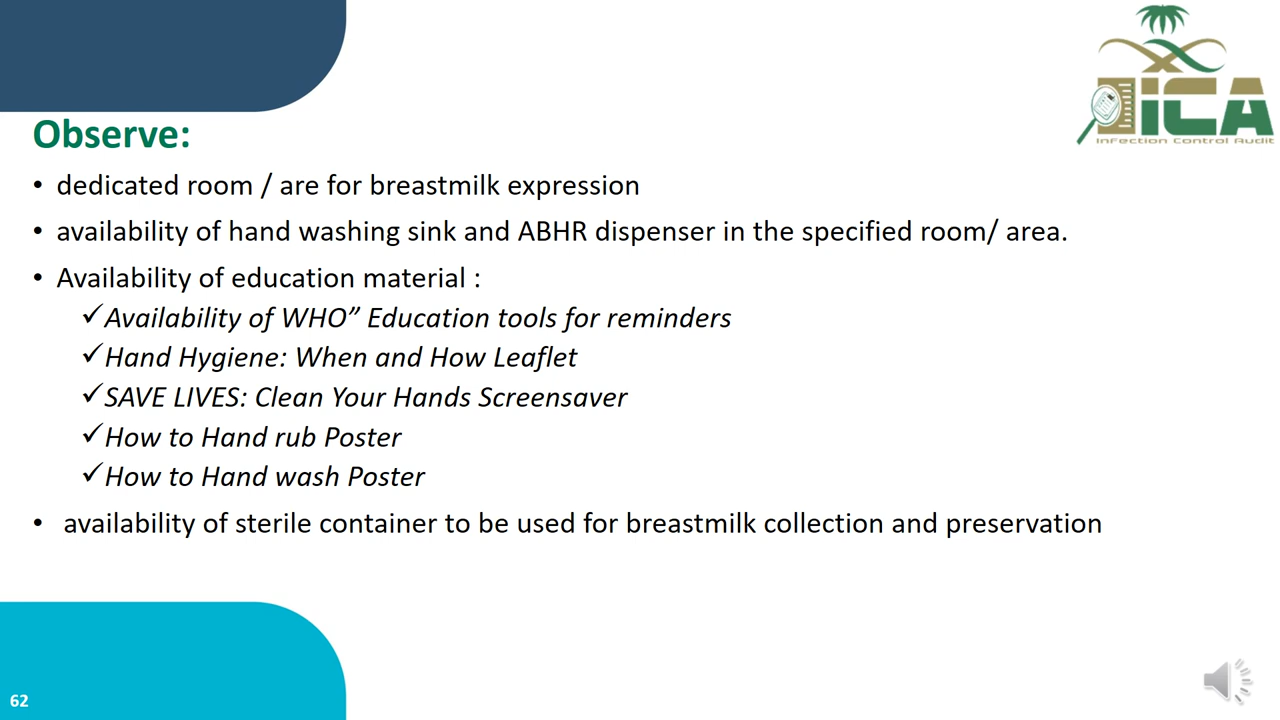 iCA
Infection Control Audit
Observe:
• dedicated room / are for breastmilk expression
• availability of hand washing sink and ABHR dispenser in the specified room/ area.
• Availability of education material :
✓Availability of WHO” Education tools for reminders
✓Hand Hygiene: When and How Leaflet
✓SAVE LIVES: Clean Your Hands Screensaver
✓How to Hand rub Poster
✓How to Hand wash Poster
• availability of sterile container to be used for breastmilk collection and preservation
62